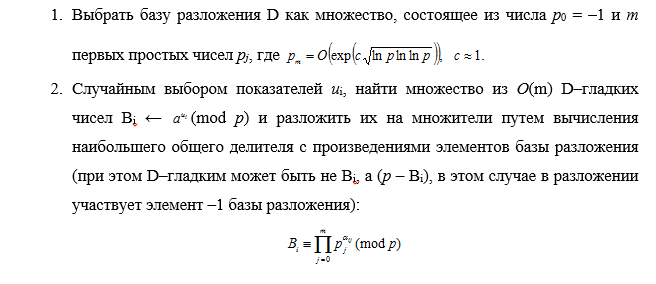 1. Выбрать базу разложения D как множество, состоящее из числа p₀ = –1 и m
первых простых чисел pⱼ, где pₘ = O(exp(c√(ln p ln ln p))), c ≈ 1.
2. Случайным выбором показателей uᵢ, найти множество из O(m) D–гладких
чисел Bᵢ ← a^{uᵢ} (mod p) и разложить их на множители путем вычисления
наибольшего общего делителя с произведениями элементов базы разложения
(при этом D–гладким может быть не Bᵢ, а (p – Bᵢ), в этом случае в разложении
участвует элемент –1 базы разложения):
Bᵢ ≡ ∏_{j=0}^{m} pⱼ^{αᵢⱼ} (mod p)